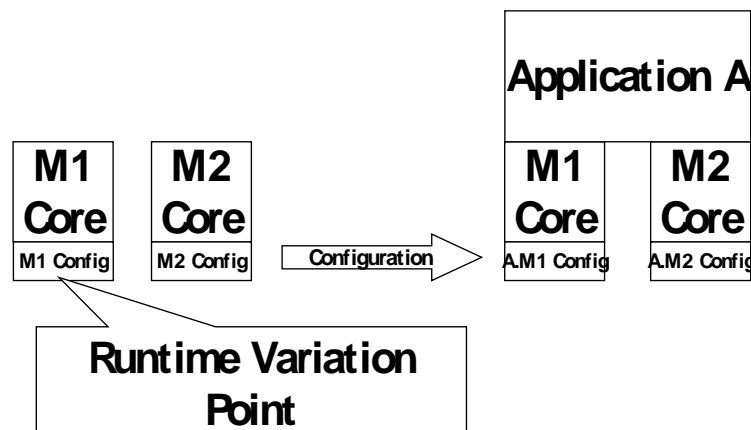 Application A
M1
Core
M1 Config
M2
Core
M2 Config
Configuration
M1
Core
A.M1 Config
M2
Core
A.M2 Config
Runtime Variation
Point